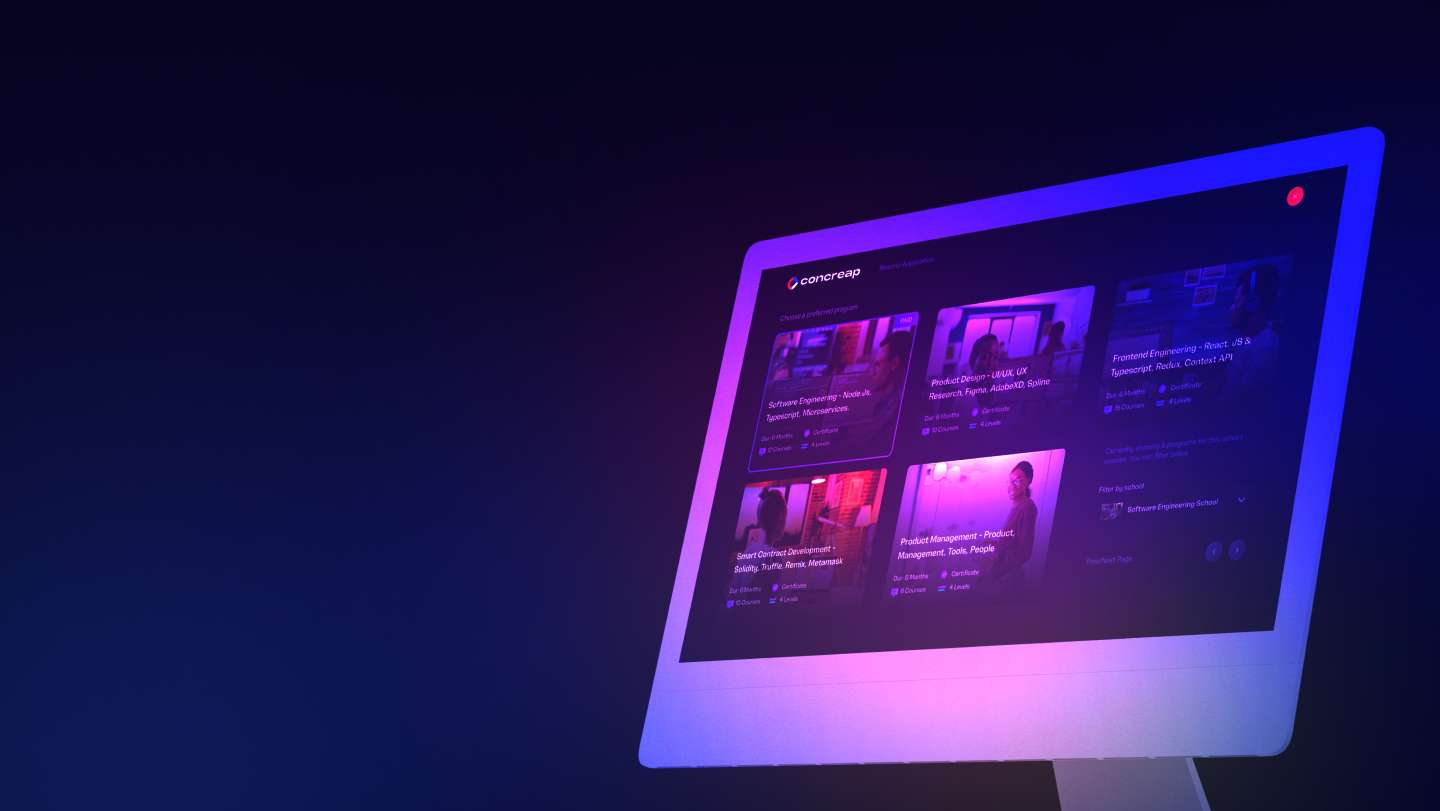 concreap
Resume Application
Choose a preferred program
PAID
Software Engineering - Node.Js,
Typescript, Microservices.
Dur: 6 Months
Certificate
12 Courses
4 Levels
Product Design - UI/UX, UX
Research, Figma, AdobeXD, Spline
Dur: 6 Months
Certificate
10 Courses
4 Levels
Frontend Engineering - React. JS &
Typescript, Redux, Context API
Dur: 6 Months
Certificate
15 Courses
4 Levels
Smart Contract Development -
Solidity, Truffle, Remix, Metamask
Dur: 6 Months
Certificate
10 Courses
4 Levels
Product Management - Product,
Management, Tools, People
Dur: 6 Months
Certificate
8 Courses
4 Levels
Filter by school
Software Engineering School
Page